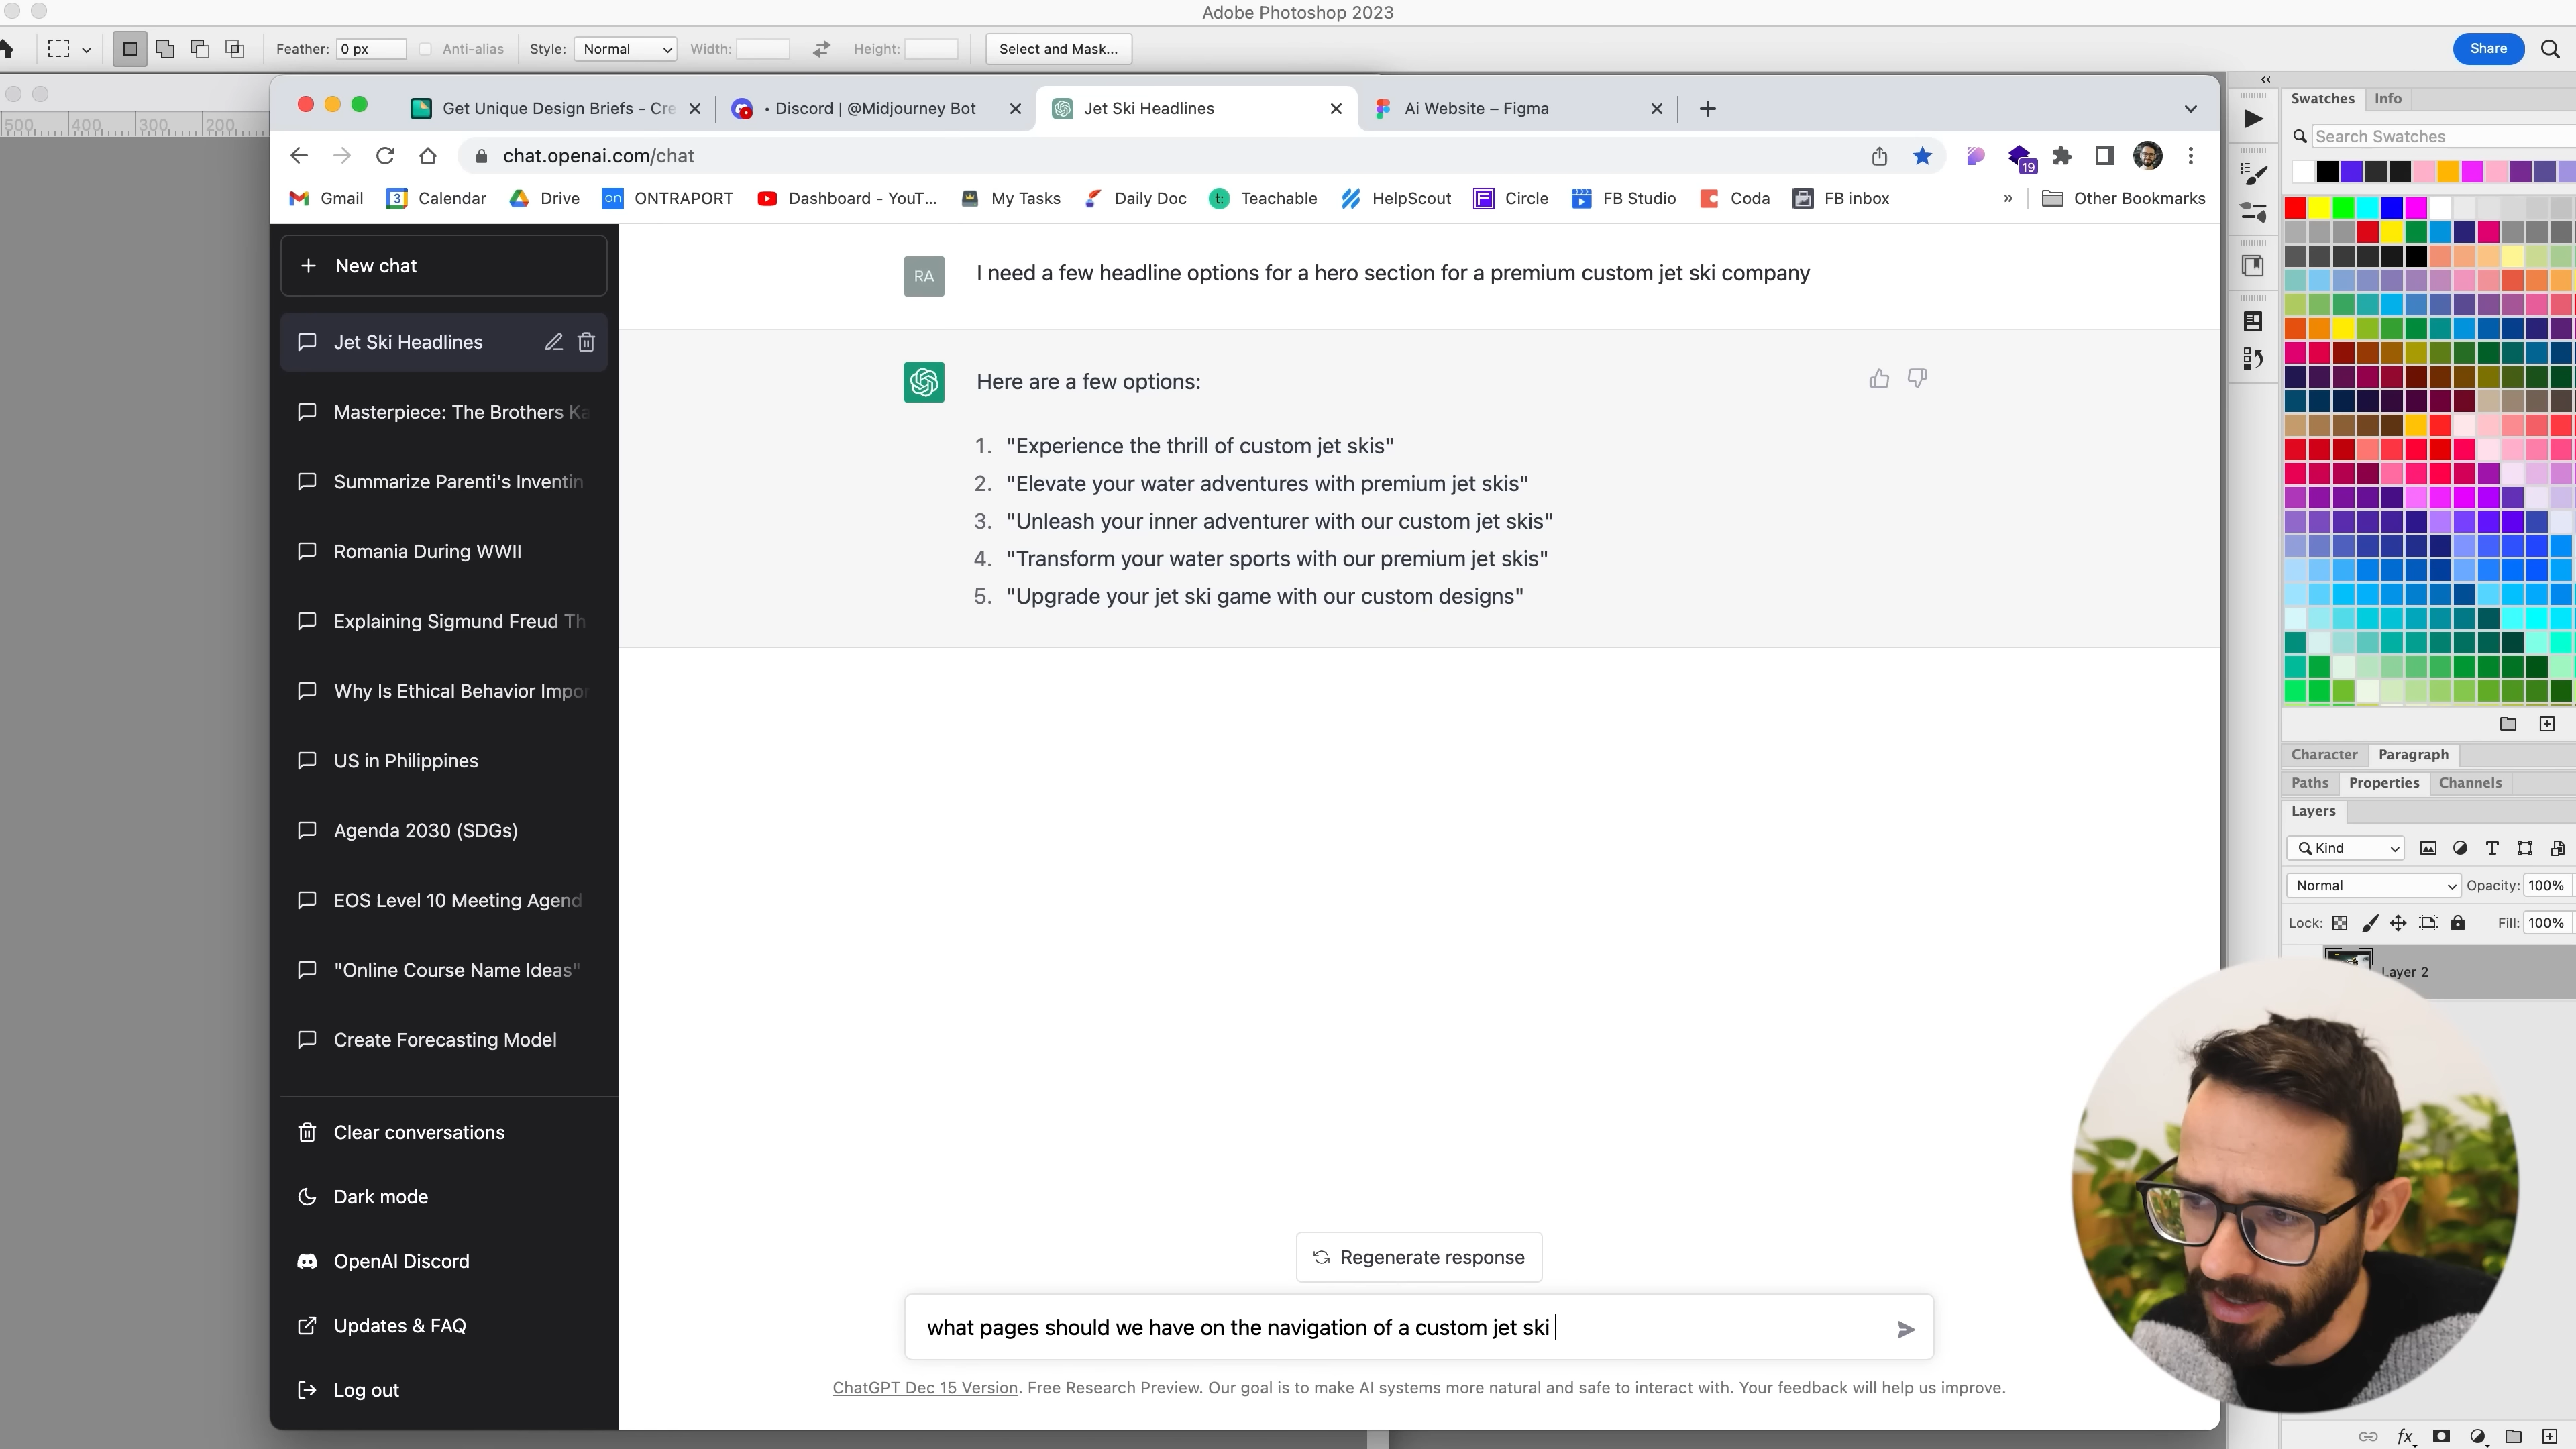 Adobe Photoshop 2023
Feather: 0 px Anti-alias Style: Normal Width: Height: Select and Mask... Share
500 400 300 200
Get Unique Design Briefs - Cre
• Discord | @Midjourney Bot
Jet Ski Headlines
Ai Website – Figma
chat.openai.com/chat
19
Gmail Calendar Drive ONTRAPORT Dashboard - YouT... My Tasks Daily Doc Teachable HelpScout Circle FB Studio Coda FB inbox » Other Bookmarks
New chat
Jet Ski Headlines
Masterpiece: The Brothers Ka
Summarize Parenti's Inventin
Romania During WWII
Explaining Sigmund Freud Th
Why Is Ethical Behavior Impor
US in Philippines
Agenda 2030 (SDGs)
EOS Level 10 Meeting Agend
"Online Course Name Ideas"
Create Forecasting Model
Clear conversations
Dark mode
OpenAI Discord
Updates & FAQ
Log out
RA
I need a few headline options for a hero section for a premium custom jet ski company
Here are a few options:
1. "Experience the thrill of custom jet skis"
2. "Elevate your water adventures with premium jet skis"
3. "Unleash your inner adventurer with our custom jet skis"
4. "Transform your water sports with our premium jet skis"
5. "Upgrade your jet ski game with our custom designs"
Regenerate response
what pages should we have on the navigation of a custom jet ski
ChatGPT Dec 15 Version. Free Research Preview. Our goal is to make AI systems more natural and safe to interact with. Your feedback will help us improve.
Swatches Info
Search Swatches
Character Paragraph
Paths Properties Channels
Layers
Kind
Normal Opacity: 100%
Lock: Fill: 100%
Layer 2
fx